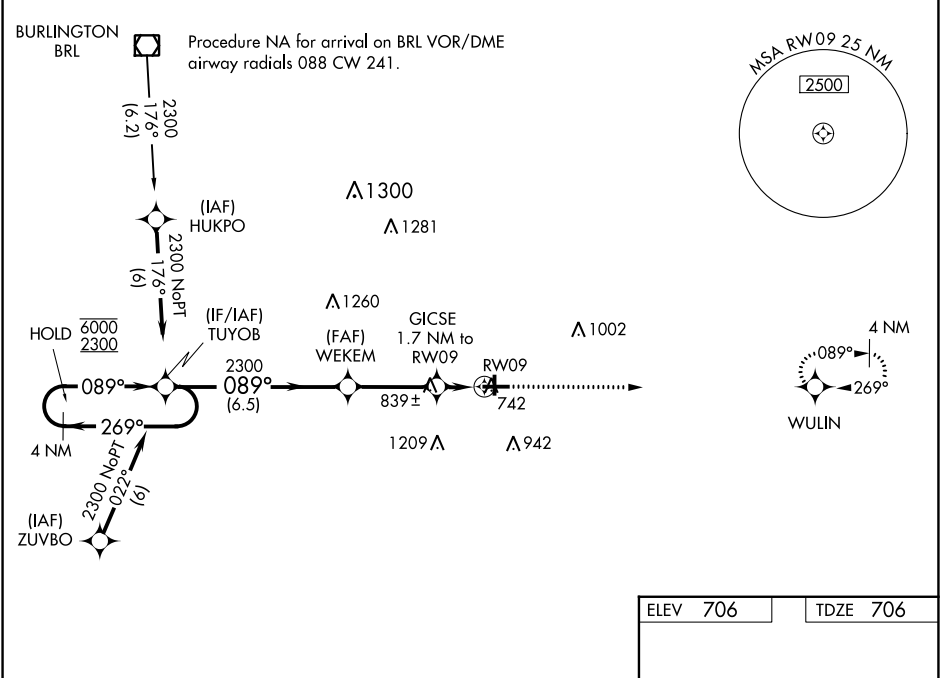 BURLINGTON
BRL
Procedure NA for arrival on BRL VOR/DME
airway radials 088 CW 241.
MSA RW09 25 NM
2500
2300
176°
(6.2)
(IAF)
HUKPO
1300
1281
2300 NoPT
176°
(6)
1260
HOLD
6000
2300
(IF/IAF)
TUYOB
(FAF)
WEKEM
GICSE
1.7 NM to
RW09
1002
4 NM
089°
2300
089°
(6.5)
RW09
089°
269°
839±
742
WULIN
269°
4 NM
1209
942
2300 NoPT
022°
(6)
(IAF)
ZUVBO
ELEV 706
TDZE 706